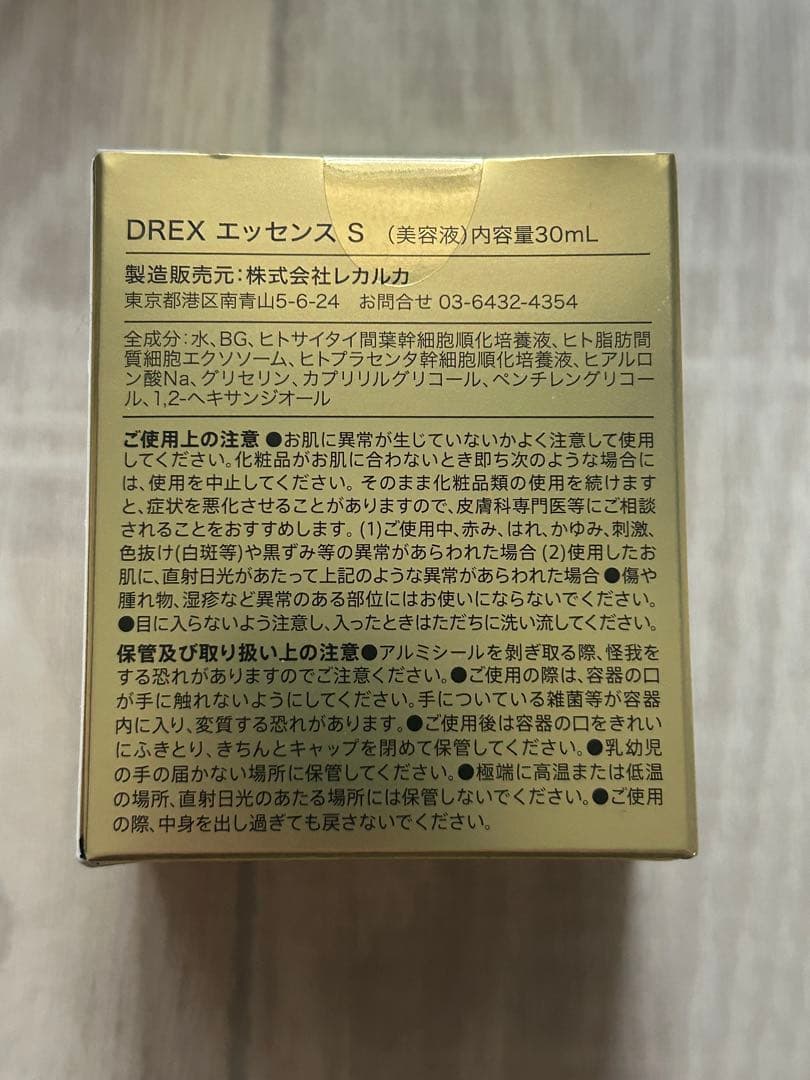 DREX エッセンス S （美容液）内容量30mL
製造販売元：株式会社レカルカ
東京都港区南青山5-6-24　お問合せ 03-6432-4354
全成分：水、BG、ヒトサイタイ間葉幹細胞順化培養液、ヒト脂肪間
質細胞エクソソーム、ヒトプラセンタ幹細胞順化培養液、ヒアルロ
ン酸Na、グリセリン、カプリリルグリコール、ペンチレングリコー
ル、1,2-ヘキサンジオール
ご使用上の注意 ●お肌に異常が生じていないかよく注意して使用
してください。化粧品がお肌に合わないとき即ち次のような場合に
は、使用を中止してください。そのまま化粧品類の使用を続けます
と、症状を悪化させることがありますので、皮膚科専門医等にご相談
されることをおすすめします。(1)ご使用中、赤み、はれ、かゆみ、刺激、
色抜け(白斑等)や黒ずみ等の異常があらわれた場合 (2)使用したお
肌に、直射日光があたって上記のような異常があらわれた場合 ●傷や
腫れ物、湿疹など異常のある部位にはお使いにならないでください。
●目に入らないよう注意し、入ったときはただちに洗い流してください。
保管及び取り扱い上の注意●アルミシールを剥ぎ取る際、怪我を
する恐れがありますのでご注意ください。●ご使用の際は、容器の口
が手に触れないようにしてください。手についている雑菌等が容器
内に入り、変質する恐れがあります。●ご使用後は容器の口をきれい
にふきとり、きちんとキャップを閉めて保管してください。●乳幼児
の手の届かない場所に保管してください。●極端に高温または低温
の場所、直射日光のあたる場所には保管しないでください。●ご使用
の際、中身を出し過ぎても戻さないでください。